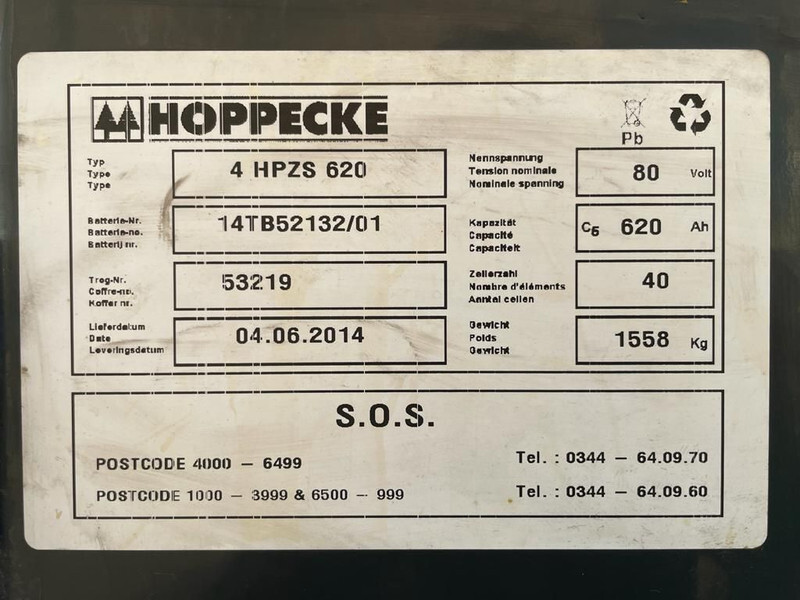 HOPPECKE
Pb
Typ
Type
Type
4 HPZS 620
Nennspannung
Tension nominale
Nominale spanning
80 Volt
Batterie-Nr.
Batterie-no.
Batterij nr.
14TB52132/01
Kapazität
Capacité
Capaciteit
C5 620 Ah
Trog-Nr.
Coffre-no.
Koffer nr.
53219
Zellerzahl
Nombre d'éléments
Aantal cellen
40
Lieferdatum
Date
Leveringsdatum
04.06.2014
Gewicht
Poids
Gewicht
1558 Kg
S.O.S.
POSTCODE 4000 – 6499 Tel. : 0344 – 64.09.70
POSTCODE 1000 – 3999 & 6500 – 999 Tel. : 0344 – 64.09.60